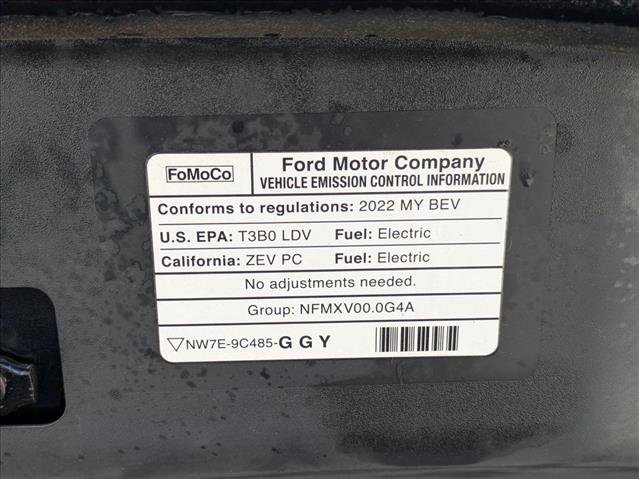 FoMoCo
Ford Motor Company
VEHICLE EMISSION CONTROL INFORMATION
Conforms to regulations: 2022 MY BEV
U.S. EPA: T3B0 LDV Fuel: Electric
California: ZEV PC Fuel: Electric
No adjustments needed.
Group: NFMXV00.0G4A
▽NW7E-9C485-G G Y